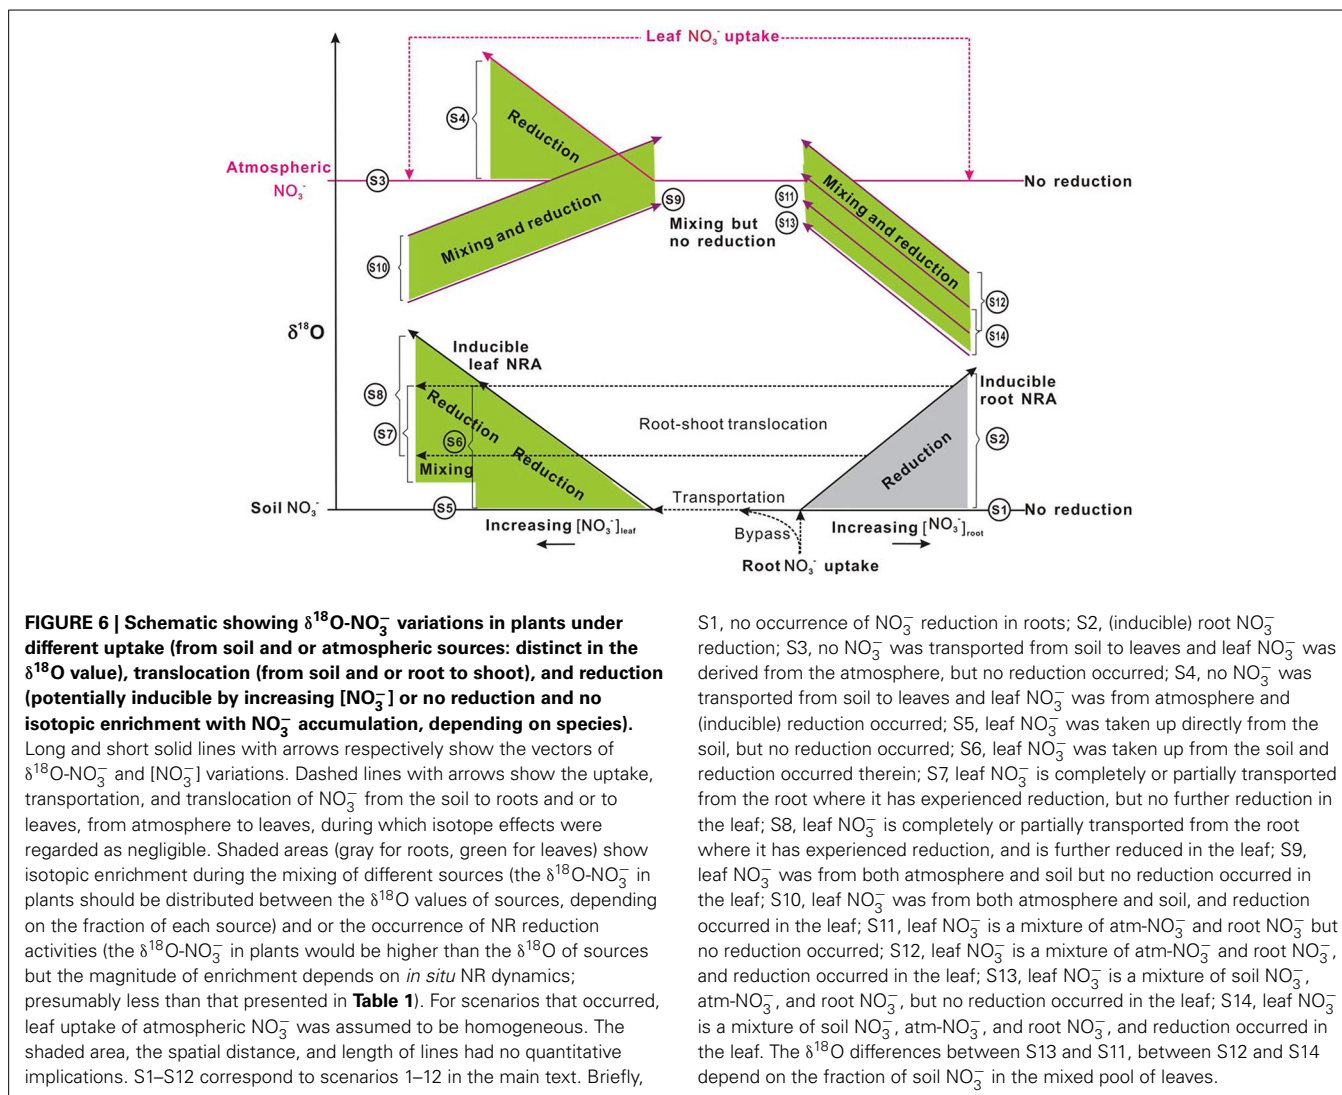 Leaf NO₃⁻ uptake
S4
Reduction
Atmospheric
NO₃⁻
S3
No reduction
S9
Mixing but
no reduction
S11
S13
Mixing and reduction
Mixing and reduction
S10
S12
S14
δ¹⁸O
Inducible
leaf NRA
Inducible
root NRA
S8
S7
S6
Reduction
Mixing
Reduction
Root-shoot translocation
Reduction
S2
Soil NO₃⁻
S5
Transportation
S1
No reduction
Increasing [NO₃⁻]leaf
Bypass
Increasing [NO₃⁻]root
Root NO₃⁻ uptake
FIGURE 6 | Schematic showing δ¹⁸O-NO₃⁻ variations in plants under
different uptake (from soil and or atmospheric sources: distinct in the
δ¹⁸O value), translocation (from soil and or root to shoot), and reduction
(potentially inducible by increasing [NO₃⁻] or no reduction and no
isotopic enrichment with NO₃⁻ accumulation, depending on species).
Long and short solid lines with arrows respectively show the vectors of
δ¹⁸O-NO₃⁻ and [NO₃⁻] variations. Dashed lines with arrows show the uptake,
transportation, and translocation of NO₃⁻ from the soil to roots and or to
leaves, from atmosphere to leaves, during which isotope effects were
regarded as negligible. Shaded areas (gray for roots, green for leaves) show
isotopic enrichment during the mixing of different sources (the δ¹⁸O-NO₃⁻ in
plants should be distributed between the δ¹⁸O values of sources, depending
on the fraction of each source) and or the occurrence of NR reduction
activities (the δ¹⁸O-NO₃⁻ in plants would be higher than the δ¹⁸O of sources
but the magnitude of enrichment depends on in situ NR dynamics;
presumably less than that presented in Table 1). For scenarios that occurred,
leaf uptake of atmospheric NO₃⁻ was assumed to be homogeneous. The
shaded area, the spatial distance, and length of lines had no quantitative
implications. S1–S12 correspond to scenarios 1–12 in the main text. Briefly,
S1, no occurrence of NO₃⁻ reduction in roots; S2, (inducible) root NO₃⁻
reduction; S3, no NO₃⁻ was transported from soil to leaves and leaf NO₃⁻ was
derived from the atmosphere, but no reduction occurred; S4, no NO₃⁻ was
transported from soil to leaves and leaf NO₃⁻ was from atmosphere and
(inducible) reduction occurred; S5, leaf NO₃⁻ was taken up directly from the
soil, but no reduction occurred; S6, leaf NO₃⁻ was taken up from the soil and
reduction occurred therein; S7, leaf NO₃⁻ is completely or partially transported
from the root where it has experienced reduction, but no further reduction in
the leaf; S8, leaf NO₃⁻ is completely or partially transported from the root
where it has experienced reduction, and is further reduced in the leaf; S9,
leaf NO₃⁻ was from both atmosphere and soil but no reduction occurred in
the leaf; S10, leaf NO₃⁻ was from both atmosphere and soil, and reduction
occurred in the leaf; S11, leaf NO₃⁻ is a mixture of atm-NO₃⁻ and root NO₃⁻ but
no reduction occurred; S12, leaf NO₃⁻ is a mixture of atm-NO₃⁻ and root NO₃⁻,
and reduction occurred in the leaf; S13, leaf NO₃⁻ is a mixture of soil NO₃⁻,
atm-NO₃⁻, and root NO₃⁻, but no reduction occurred in the leaf; S14, leaf NO₃⁻
is a mixture of soil NO₃⁻, atm-NO₃⁻, and root NO₃⁻, and reduction occurred in
the leaf. The δ¹⁸O differences between S13 and S11, between S12 and S14
depend on the fraction of soil NO₃⁻ in the mixed pool of leaves.